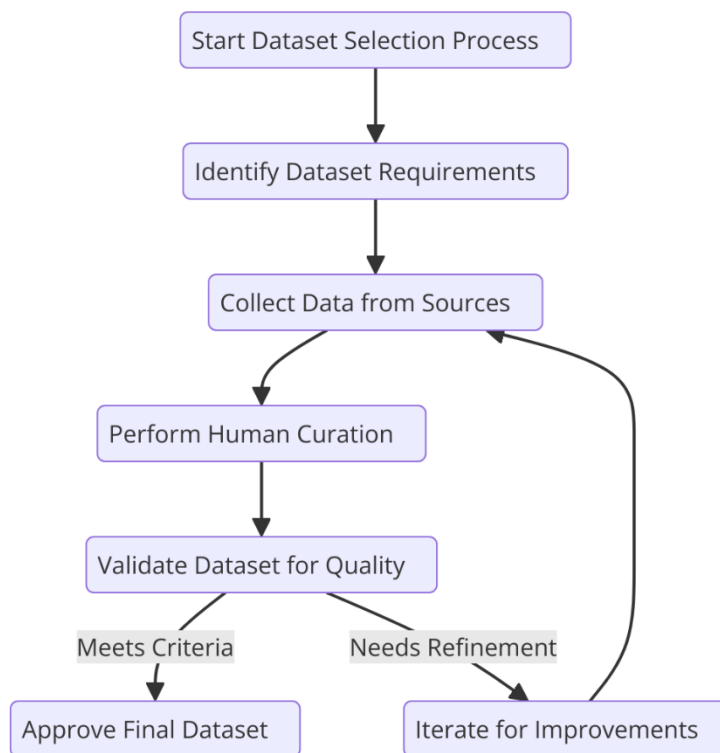 Start Dataset Selection Process
Identify Dataset Requirements
Collect Data from Sources
Perform Human Curation
Validate Dataset for Quality
Meets Criteria
Needs Refinement
Approve Final Dataset
Iterate for Improvements